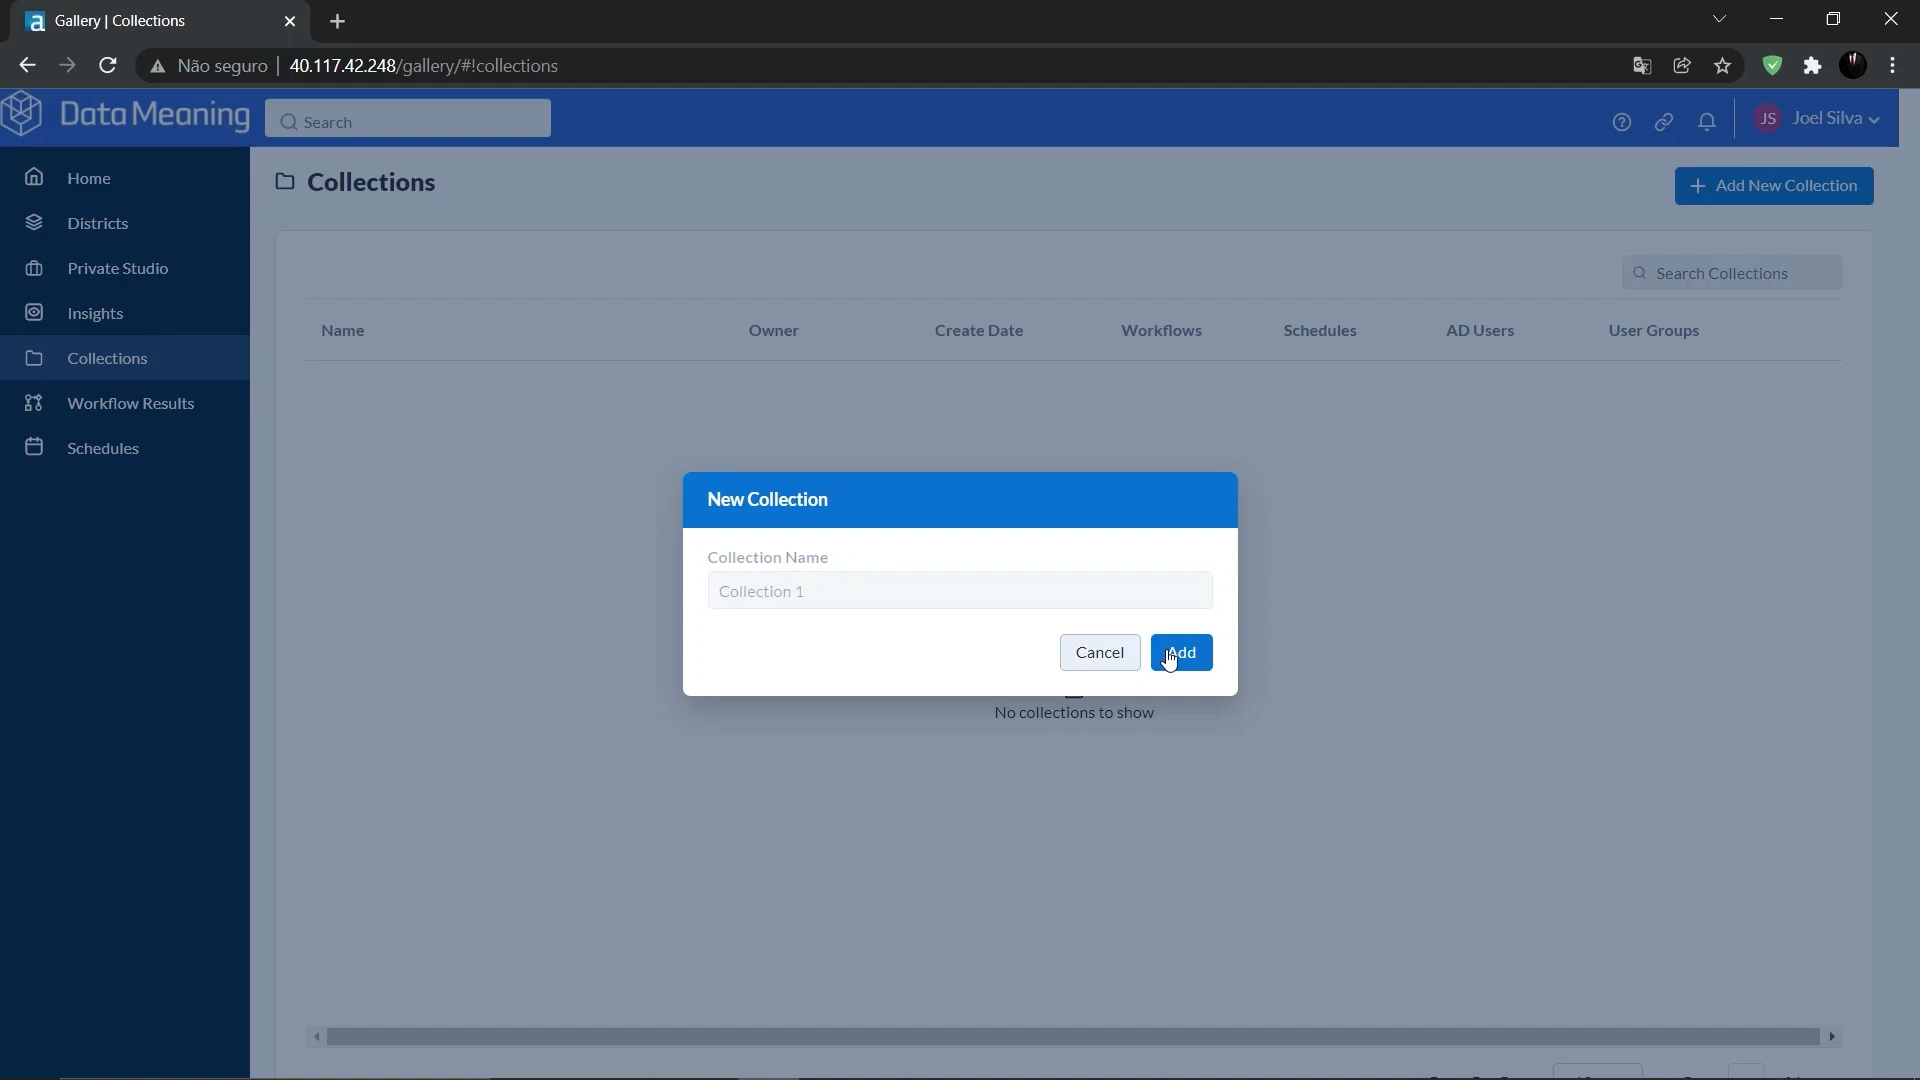 Gallery | Collections
Não seguro | 40.117.42.248/gallery/#!collections
Data Meaning
Search
JS Joel Silva
Home
Districts
Private Studio
Insights
Collections
Workflow Results
Schedules
Collections
+ Add New Collection
Search Collections
Name Owner Create Date Workflows Schedules AD Users User Groups
New Collection
Collection Name
Collection 1
Cancel Add
No collections to show